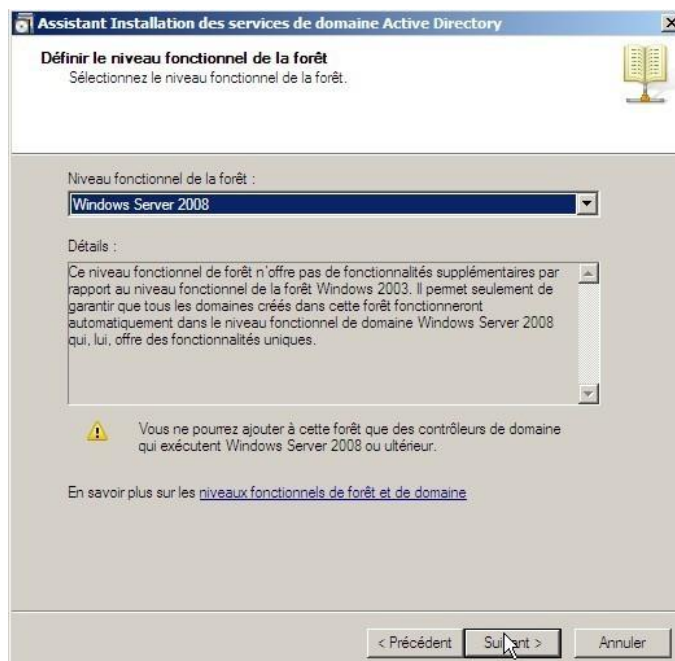 Assistant Installation des services de domaine Active Directory
Définir le niveau fonctionnel de la forêt
Sélectionnez le niveau fonctionnel de la forêt.
Niveau fonctionnel de la forêt :
Windows Server 2008
Détails :
Ce niveau fonctionnel de forêt n'offre pas de fonctionnalités supplémentaires par
rapport au niveau fonctionnel de la forêt Windows 2003. Il permet seulement de
garantir que tous les domaines créés dans cette forêt fonctionneront
automatiquement dans le niveau fonctionnel de domaine Windows Server 2008
qui, lui, offre des fonctionnalités uniques.
Vous ne pourrez ajouter à cette forêt que des contrôleurs de domaine
qui exécutent Windows Server 2008 ou ultérieur.
En savoir plus sur les niveaux fonctionnels de forêt et de domaine
< Précédent Suivant > Annuler